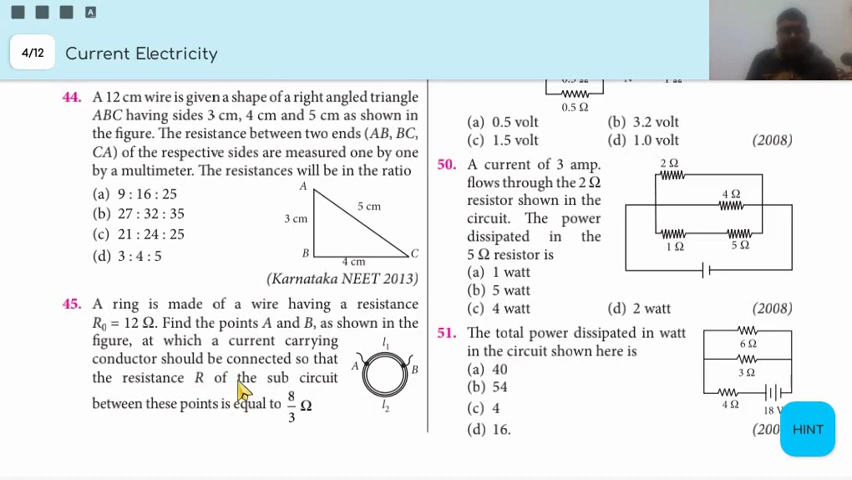 A
4/12
Current Electricity
44. A 12 cm wire is given a shape of a right angled triangle
ABC having sides 3 cm, 4 cm and 5 cm as shown in
the figure. The resistance between two ends (AB, BC,
CA) of the respective sides are measured one by one
by a multimeter. The resistances will be in the ratio
(a) 9 : 16 : 25
(b) 27 : 32 : 35
(c) 21 : 24 : 25
(d) 3 : 4 : 5
A
5 cm
3 cm
B
C
4 cm
(Karnataka NEET 2013)
45. A ring is made of a wire having a resistance
R₀ = 12 Ω. Find the points A and B, as shown in the
figure, at which a current carrying
conductor should be connected so that
the resistance R of the sub circuit
between these points is equal to 8/3 Ω
l₁
A
B
l₂
0.5 Ω
(a) 0.5 volt (b) 3.2 volt
(c) 1.5 volt (d) 1.0 volt (2008)
50. A current of 3 amp.
flows through the 2 Ω
resistor shown in the
circuit. The power
dissipated in the
5 Ω resistor is
(a) 1 watt
(b) 5 watt
(c) 4 watt (d) 2 watt (2008)
2 Ω
4 Ω
1 Ω
5 Ω
51. The total power dissipated in watt
in the circuit shown here is
(a) 40
(b) 54
(c) 4
(d) 16.
6 Ω
3 Ω
4 Ω
18 V
(200
HINT